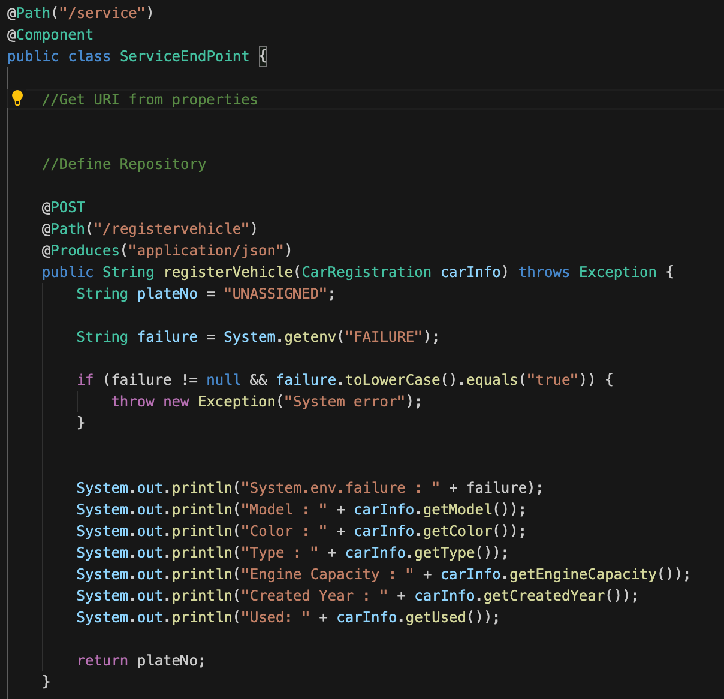 @Path("/service")
@Component
public class ServiceEndPoint {
//Get URI from properties
//Define Repository
@POST
@Path("/registervehicle")
@Produces("application/json")
public String registerVehicle(CarRegistration carInfo) throws Exception {
String plateNo = "UNASSIGNED";
String failure = System.getenv("FAILURE");
if (failure != null && failure.toLowerCase().equals("true")) {
throw new Exception("System error");
}
System.out.println("System.env.failure : " + failure);
System.out.println("Model : " + carInfo.getModel());
System.out.println("Color : " + carInfo.getColor());
System.out.println("Type : " + carInfo.getType());
System.out.println("Engine Capacity : " + carInfo.getEngineCapacity());
System.out.println("Created Year : " + carInfo.getCreatedYear());
System.out.println("Used: " + carInfo.getUsed());
return plateNo;
}